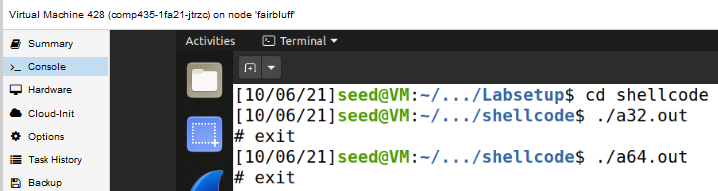 Virtual Machine 428 (comp435-1fa21-jtrzc) on node 'fairbluff'
Summary
Console
Hardware
Cloud-Init
Options
Task History
Backup
Activities
Terminal
[10/06/21]seed@VM:~/.../Labsetup$ cd shellcode
[10/06/21]seed@VM:~/.../shellcode$ ./a32.out
# exit
[10/06/21]seed@VM:~/.../shellcode$ ./a64.out
# exit